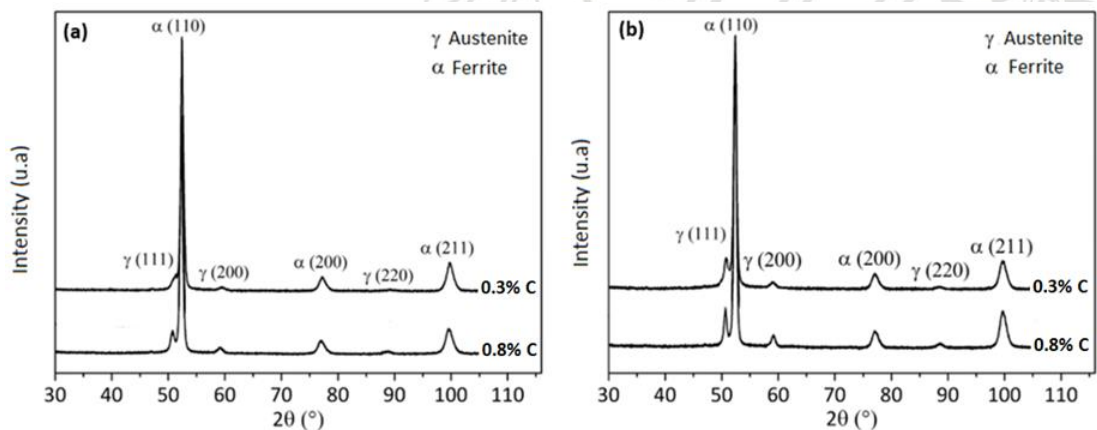 (a)
α (110)
γ Austenite
α Ferrite
Intensity (u.a)
γ (111)
γ (200)
α (200)
γ (220)
α (211)
0.3% C
0.8% C
30 40 50 60 70 80 90 100 110
2θ (°)
(b)
α (110)
γ Austenite
α Ferrite
Intensity (u.a)
γ (111)
γ (200)
α (200)
γ (220)
α (211)
0.3% C
0.8% C
30 40 50 60 70 80 90 100 110
2θ (°)